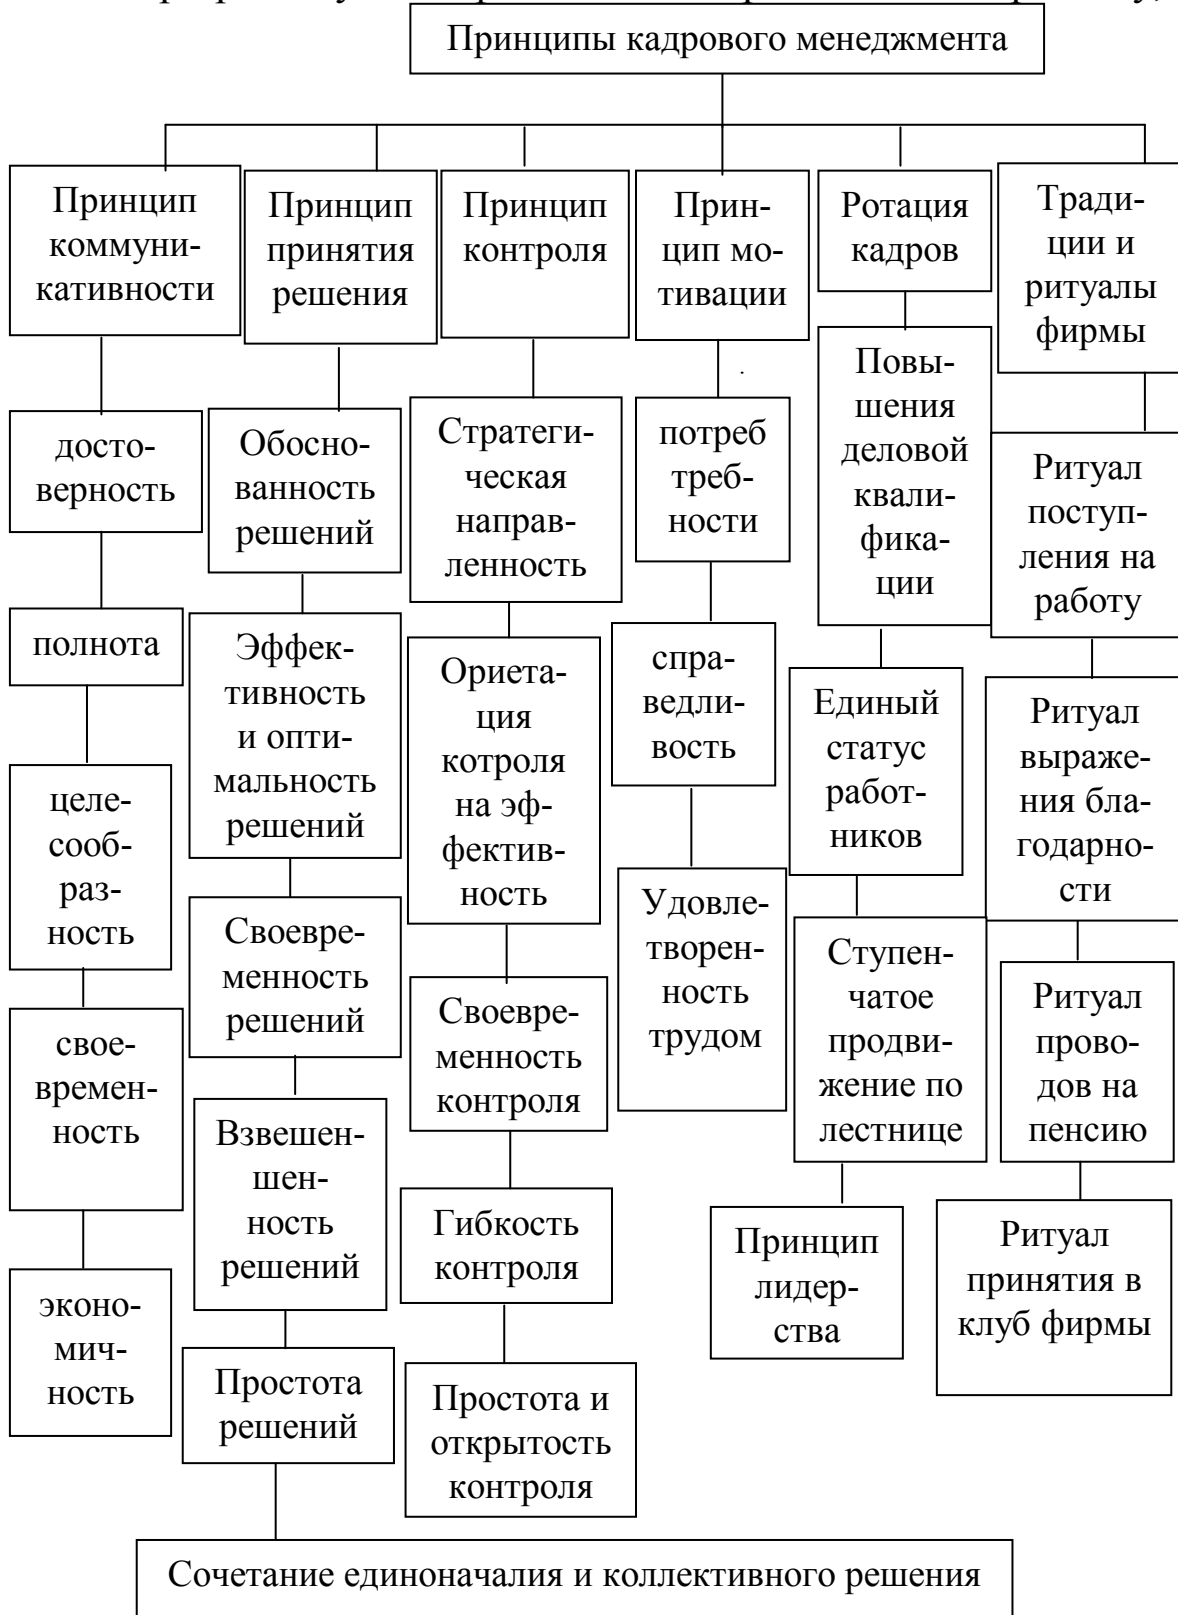 Принципы кадрового менеджмента
Принцип
коммуни-
кативности
Принцип
принятия
решения
Принцип
контроля
Прин-
цип мо-
тивации
Ротация
кадров
Тради-
ции и
ритуалы
фирмы
досто-
верность
полнота
целе-
сооб-
раз-
ность
свое-
времен-
ность
эконо-
мич-
ность
Обосно-
ванность
решений
Эффек-
тивность
и опти-
мальность
решений
Своевре-
менность
решений
Взвешен-
шен-
ность
решений
Простота
решений
Сочетание единоначалия и коллективного решения
Стратеги-
ческая
направ-
ленность
Ориета-
ция
котроля
на эф-
фектив-
ность
Своевре-
менность
контроля
Гибкость
контроля
Простота и
открытость
контроля
потреб
треб-
ности
спра-
ведли-
вость
Удовле-
творен-
ность
трудом
Повы-
шения
деловой
квали-
фика-
ции
Единый
статус
работ-
ников
Ступен-
чатое
продви-
жение по
лестнице
Принцип
лидер-
ства
Ритуал
поступ-
ления на
работу
Ритуал
выраже-
ния бла-
годарно-
сти
Ритуал
прово-
дов на
пенсию
Ритуал
принятия в
клуб фирмы